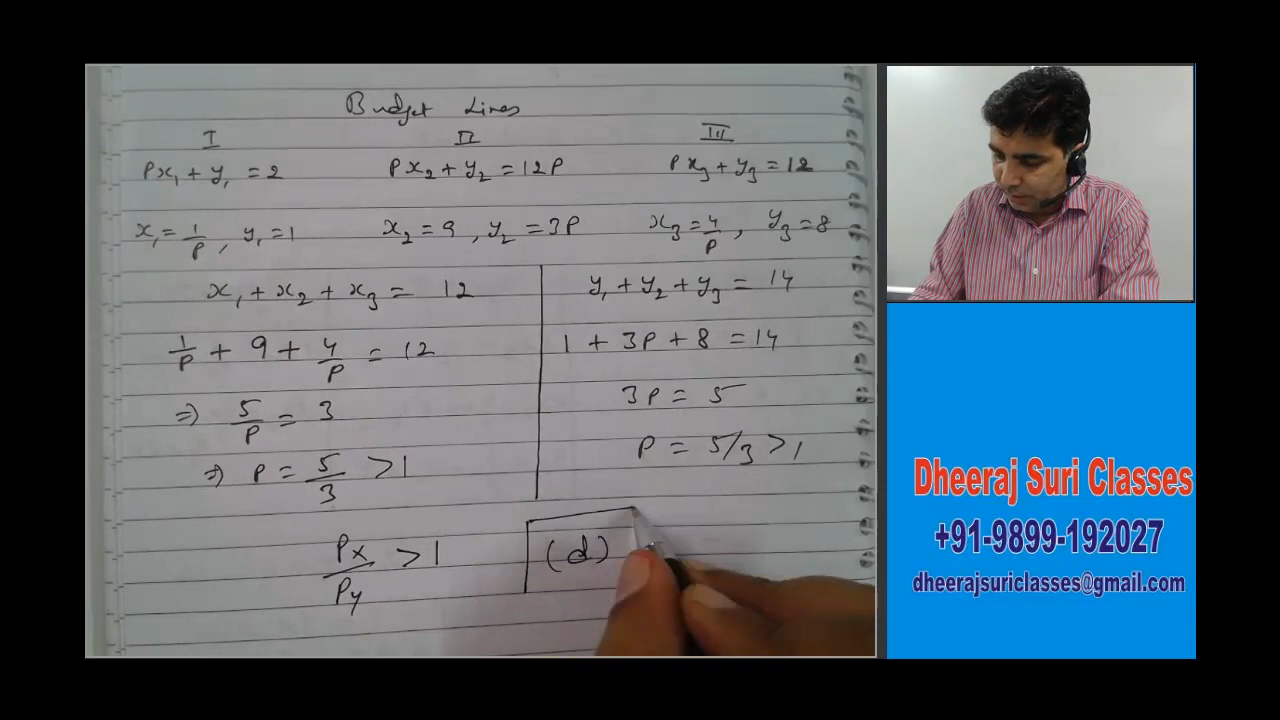 Budget Lines
I II III
Px₁ + y₁ = 2 Px₂ + y₂ = 12P Px₃ + y₃ = 12
x₁ = 1/P , y₁ = 1 x₂ = 9 , y₂ = 3P x₃ = 4/P , y₃ = 8
x₁ + x₂ + x₃ = 12
1/P + 9 + 4/P = 12
⇒ 5/P = 3
⇒ P = 5/3 > 1
y₁ + y₂ + y₃ = 14
1 + 3P + 8 = 14
3P = 5
P = 5/3 > 1
Px/Py > 1
(d)
Dheeraj Suri Classes
+91-9899-192027
dheerajsuriclasses@gmail.com